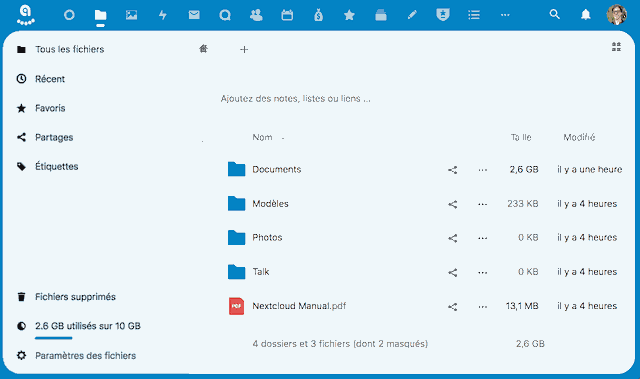 Tous les fichiers
Récent
Favoris
Partages
Étiquettes
Ajoutez des notes, listes ou liens ...
Nom Taille Modifié
Documents 2,6 GB il y a une heure
Modèles 233 KB il y a 4 heures
Photos 0 KB il y a 4 heures
Talk 0 KB il y a 4 heures
PDF Nextcloud Manual.pdf 13,1 MB il y a 4 heures
4 dossiers et 3 fichiers (dont 2 masqués) 2,6 GB
Fichiers supprimés
2.6 GB utilisés sur 10 GB
Paramètres des fichiers